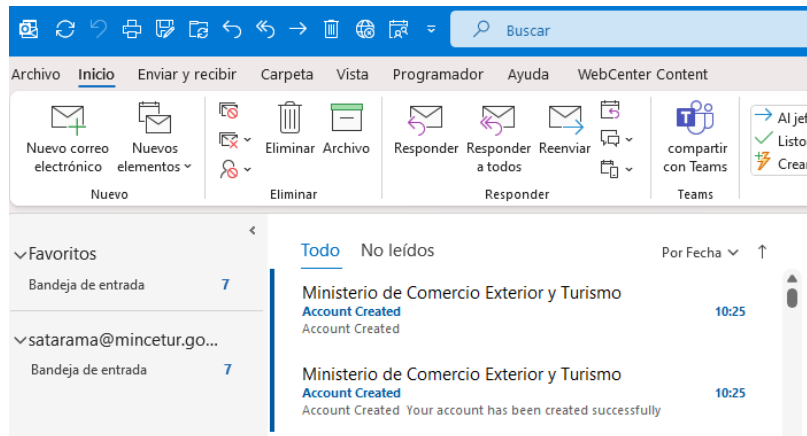 Buscar
Archivo Inicio Enviar y recibir Carpeta Vista Programador Ayuda WebCenter Content
Nuevo correo electrónico
Nuevos elementos
Eliminar
Archivo
Responder
Responder a todos
Reenviar
compartir con Teams
Al jef
Listo
Crear
Nuevo
Eliminar
Responder
Teams
Favoritos
Bandeja de entrada 7
satarama@mincetur.go...
Bandeja de entrada 7
Todo No leídos Por Fecha
Ministerio de Comercio Exterior y Turismo
Account Created 10:25
Account Created
Ministerio de Comercio Exterior y Turismo
Account Created 10:25
Account Created Your account has been created successfully